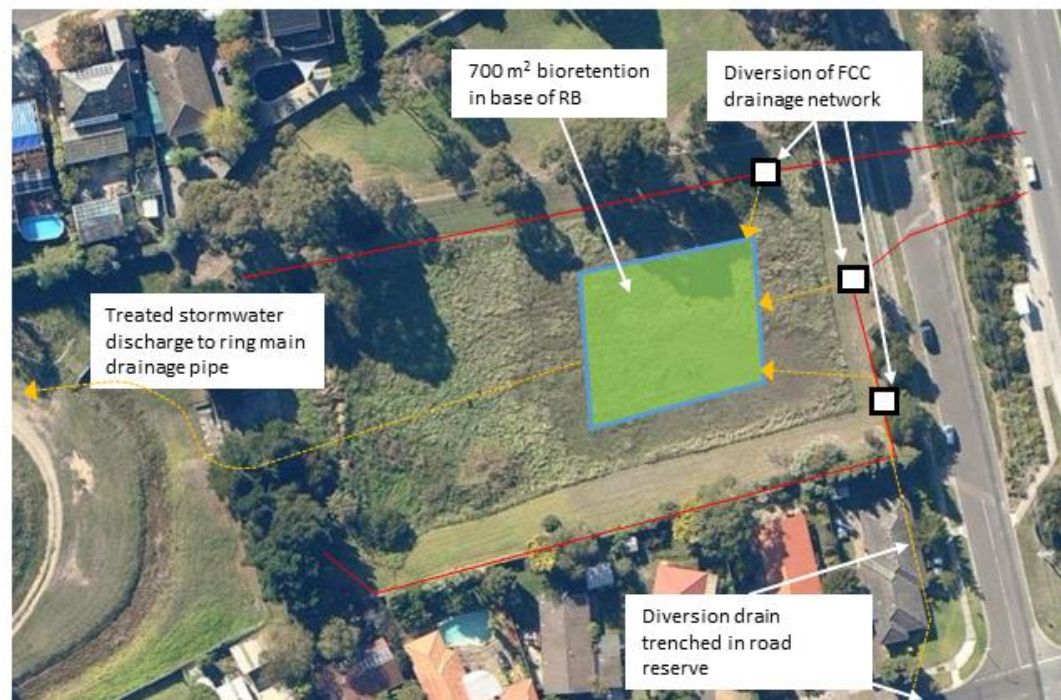 700 m² bioretention
in base of RB
Diversion of FCC
drainage network
Treated stormwater
discharge to ring main
drainage pipe
Diversion drain
trenched in road
reserve